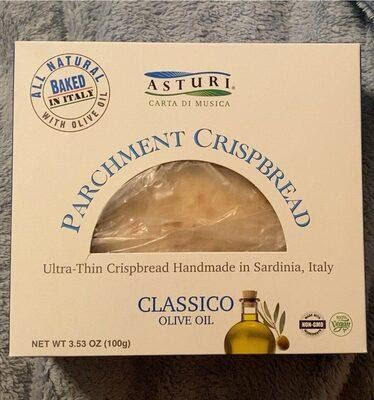 ALL NATURAL
BAKED
IN ITALY
WITH OLIVE OIL
ASTURI®
CARTA DI MUSICA
PARCHMENT CRISPBREAD
Ultra-Thin Crispbread Handmade in Sardinia, Italy
CLASSICO
OLIVE OIL
NON-GMO
Vegan
NET WT 3.53 OZ (100g)